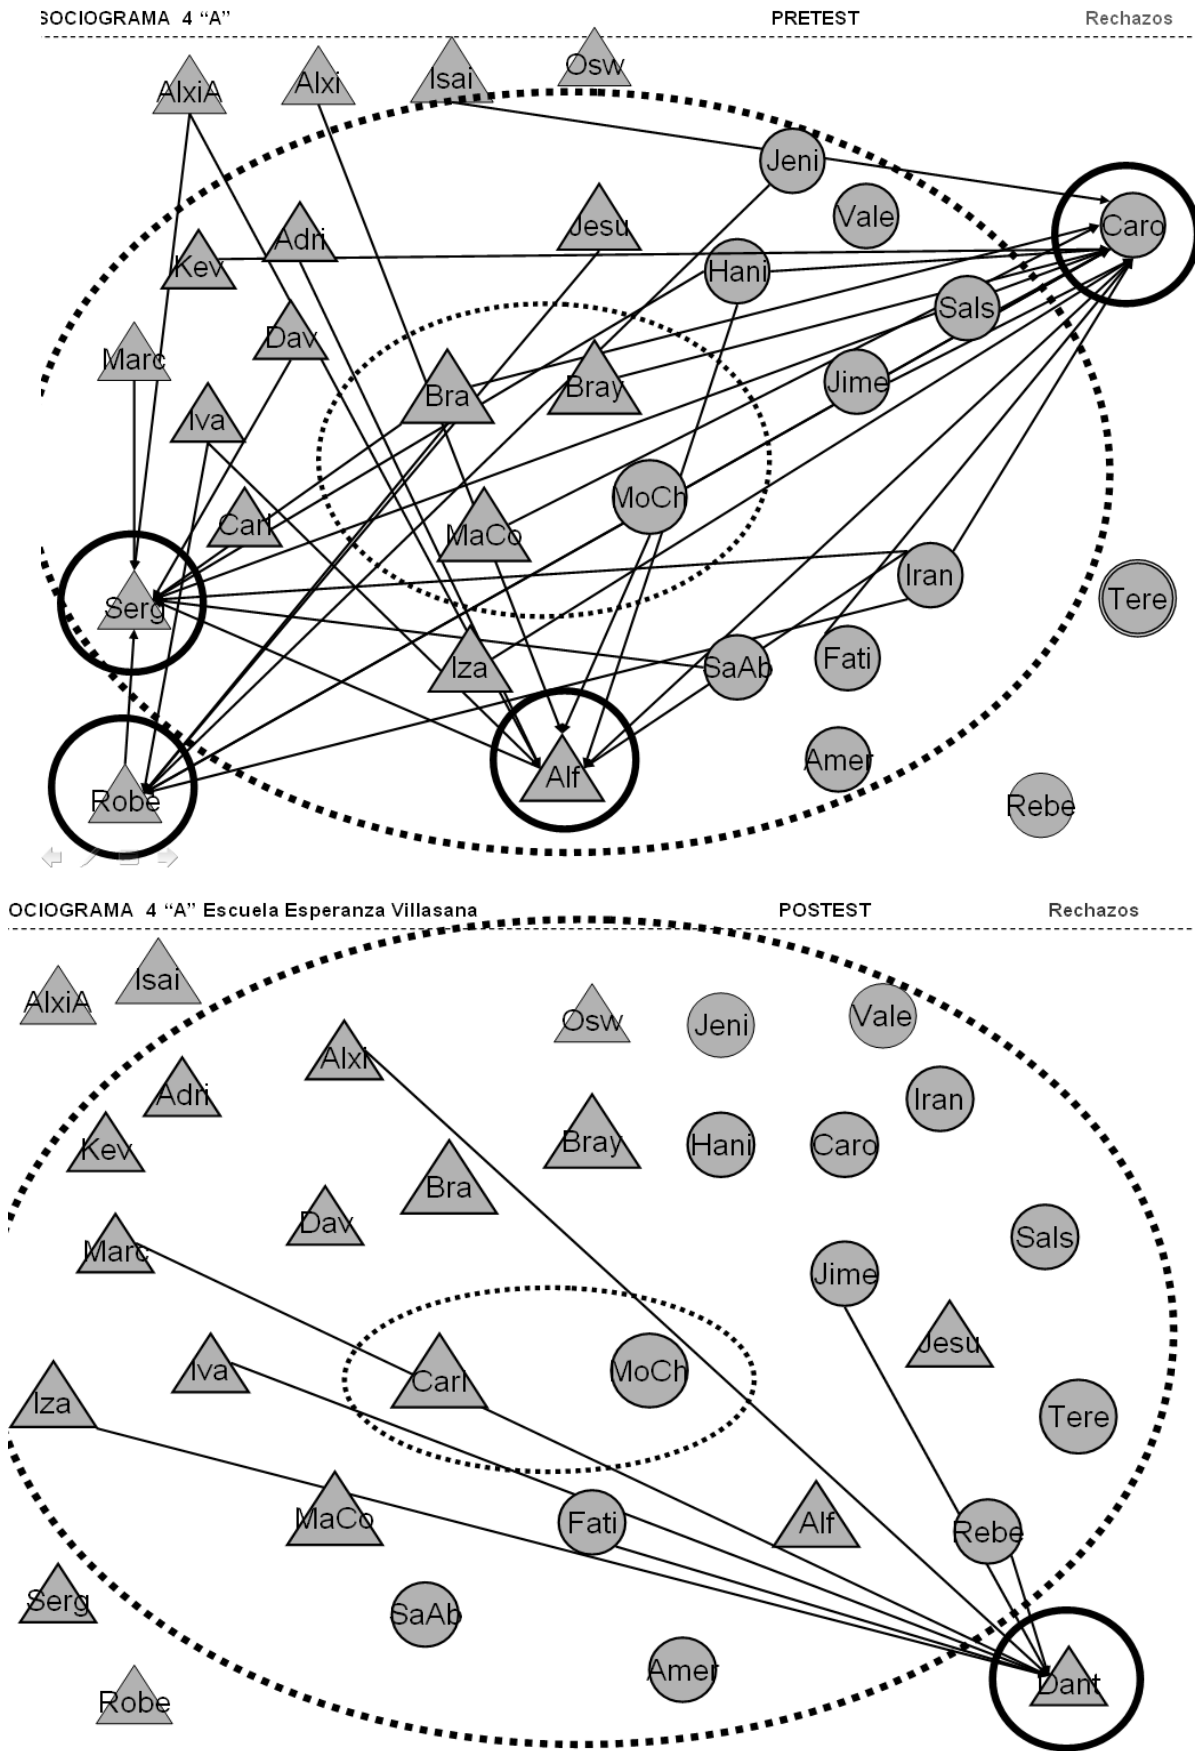 SOCIOGRAMA 4 “A” PRETEST Rechazos
AlxiA Alxi Isai Osw
Jeni
Vale
Caro
Adri Jesu
Kev Hani
Sals
Dav
Marc
Bra Bray Jime
Iva
MoCh
Carl MaCo
Iran
Serg Tere
Iza SaAb Fati
Alf Amer
Robe Rebe
OCIOGRAMA 4 “A” Escuela Esperanza Villasana POSTEST Rechazos
AlxiA Isai
Osw Jeni Vale
Alxi
Adri Iran
Kev Bray Hani Caro
Bra
Dav Sals
Marc
Jime
Jesu
Iva Carl MoCh
Iza Tere
MaCo Fati Alf Rebe
Serg SaAb
Amer Dant
Robe